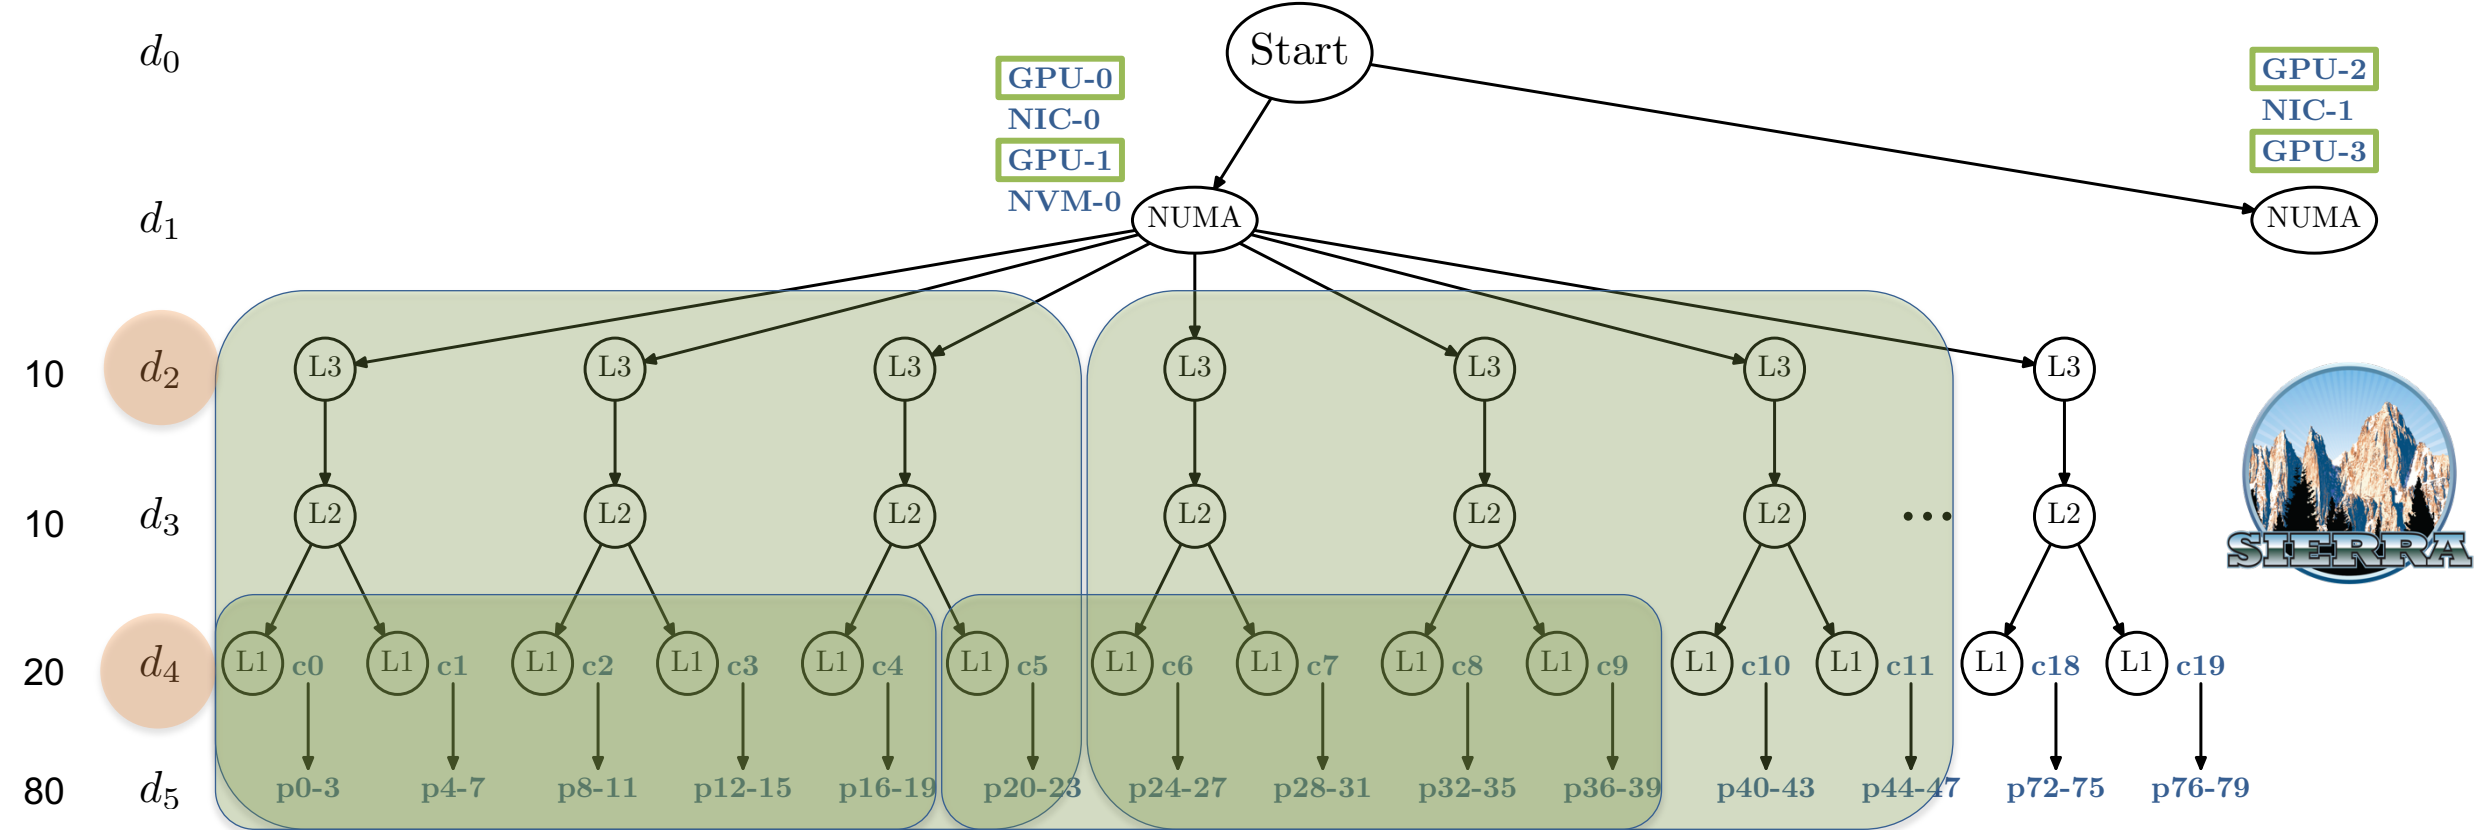 d0
Start
GPU-0
NIC-0
GPU-1
NVM-0
GPU-2
NIC-1
GPU-3
d1
NUMA
NUMA
10
d2
L3 L3 L3 L3 L3 L3 L3
10
d3
L2 L2 L2 L2 L2 L2 ... L2
SIERRA
20
d4
L1 c0 L1 c1 L1 c2 L1 c3 L1 c4 L1 c5 L1 c6 L1 c7 L1 c8 L1 c9 L1 c10 L1 c11 L1 c18 L1 c19
80
d5
p0-3 p4-7 p8-11 p12-15 p16-19 p20-23 p24-27 p28-31 p32-35 p36-39 p40-43 p44-47 p72-75 p76-79